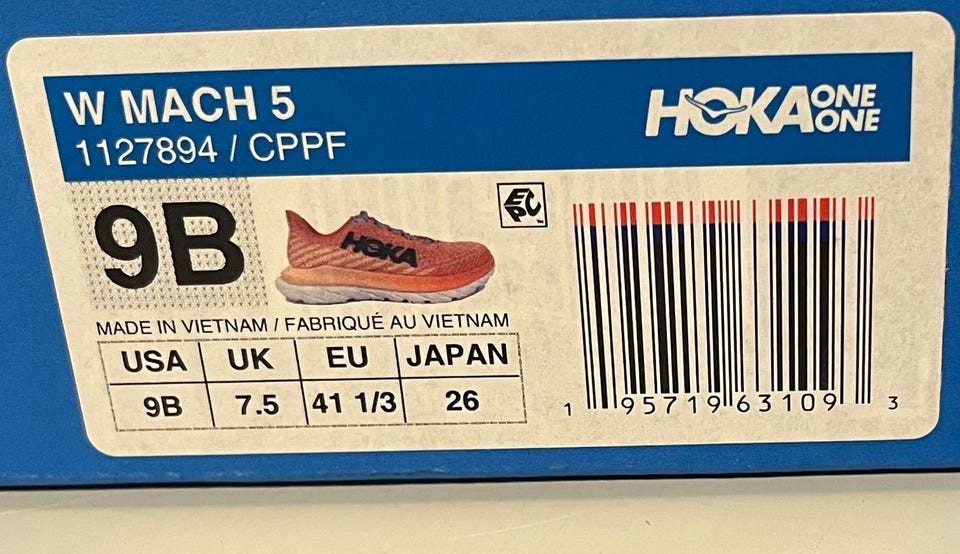 W MACH 5
1127894 / CPPF
HOKA ONE ONE
9B
HOKA
EPC
MADE IN VIETNAM / FABRIQUÉ AU VIETNAM
USA UK EU JAPAN
9B 7.5 41 1/3 26
1 95719 63109 3